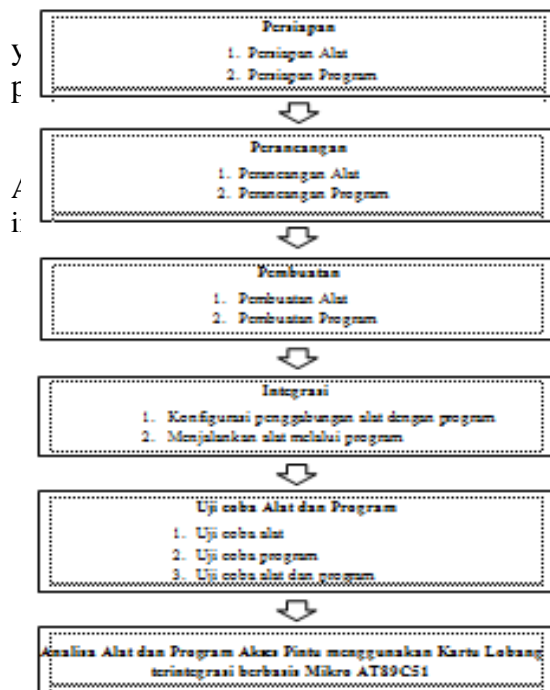 Persiapan
1. Persiapan Alat
y
2. Persiapan Program
p
Perancangan
1. Perancangan Alat
2. Perancangan Program
Pembuatan
1. Pembuatan Alat
2. Pembuatan Program
Integrasi
1. Konfigurasi penggabungan alat dengan program
2. Menjalankan alat melalui program
Uji coba Alat dan Program
1. Uji coba alat
2. Uji coba program
3. Uji coba alat dan program
Analisa Alat dan Program Akses Pintu menggunakan Kartu Lobang
terintegrasi berbasis Mikro AT89C51